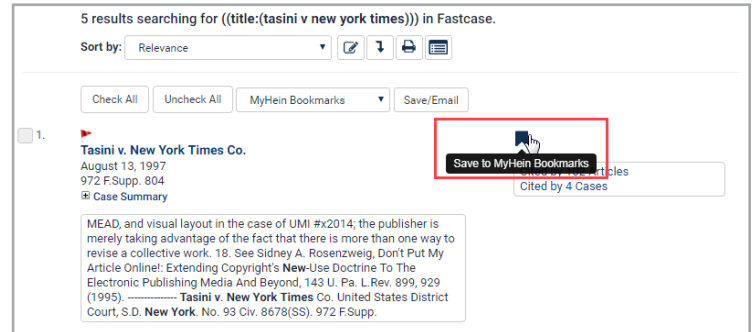 5 results searching for ((title:(tasini v new york times))) in Fastcase.
Sort by: Relevance
Check All Uncheck All MyHein Bookmarks Save/Email
1.
Tasini v. New York Times Co.
August 13, 1997
972 F.Supp. 804
Case Summary
Save to MyHein Bookmarks
Cited by 102 Articles
Cited by 4 Cases
MEAD, and visual layout in the case of UMI #x2014; the publisher is
merely taking advantage of the fact that there is more than one way to
revise a collective work. 18. See Sidney A. Rosenzweig, Don't Put My
Article Online!: Extending Copyright's New-Use Doctrine To The
Electronic Publishing Media And Beyond, 143 U. Pa. L.Rev. 899, 929
(1995). --------------- Tasini v. New York Times Co. United States District
Court, S.D. New York. No. 93 Civ. 8678(SS). 972 F.Supp.